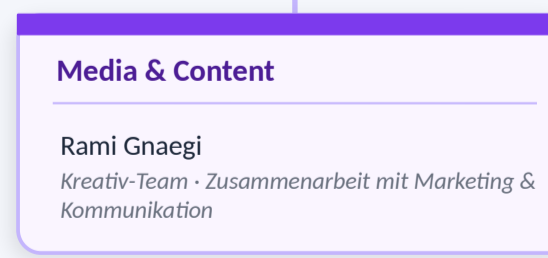 Media & Content
Rami Gnaegi
Kreativ-Team · Zusammenarbeit mit Marketing &
Kommunikation